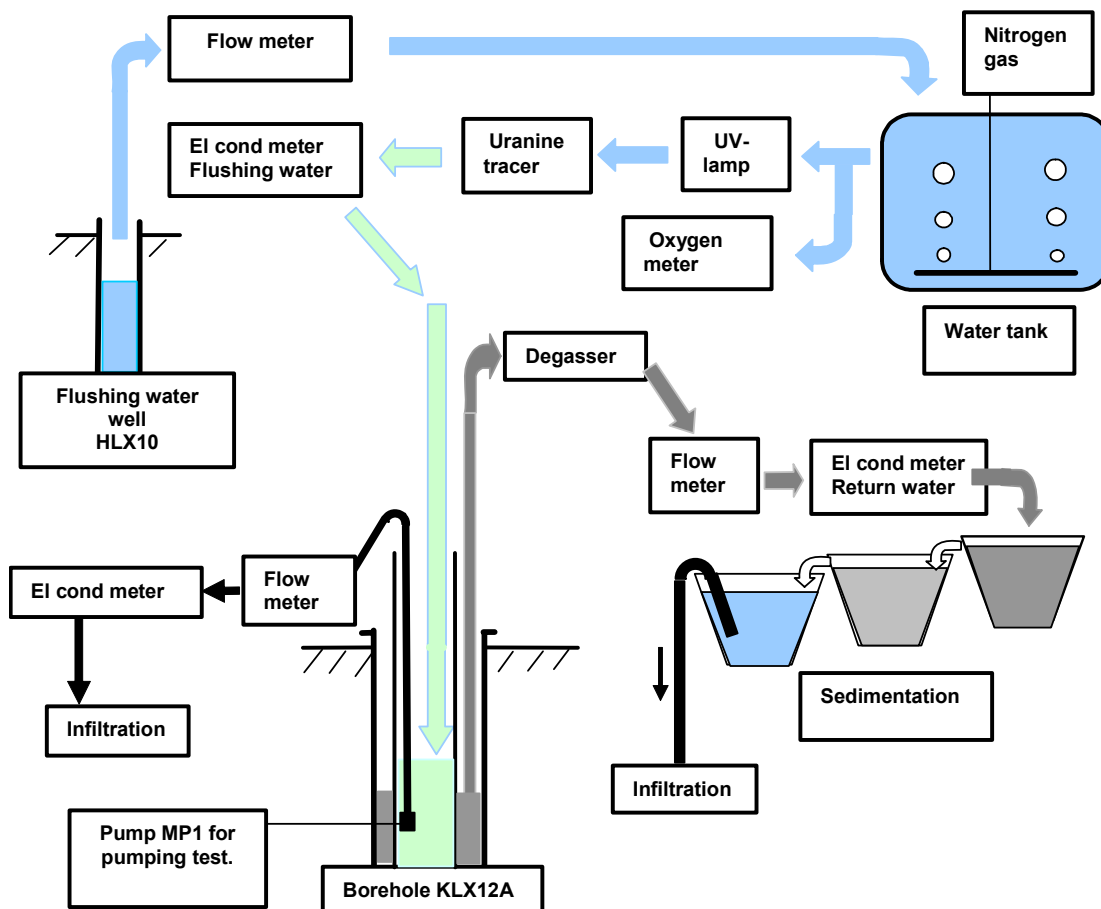 Flow meter
Nitrogen
gas
El cond meter
Flushing water
Uranine
tracer
UV-
lamp
Oxygen
meter
Water tank
Flushing water
well
HLX10
Degasser
Flow
meter
El cond meter
Return water
El cond meter
Flow
meter
Sedimentation
Infiltration
Infiltration
Pump MP1 for
pumping test.
Borehole KLX12A